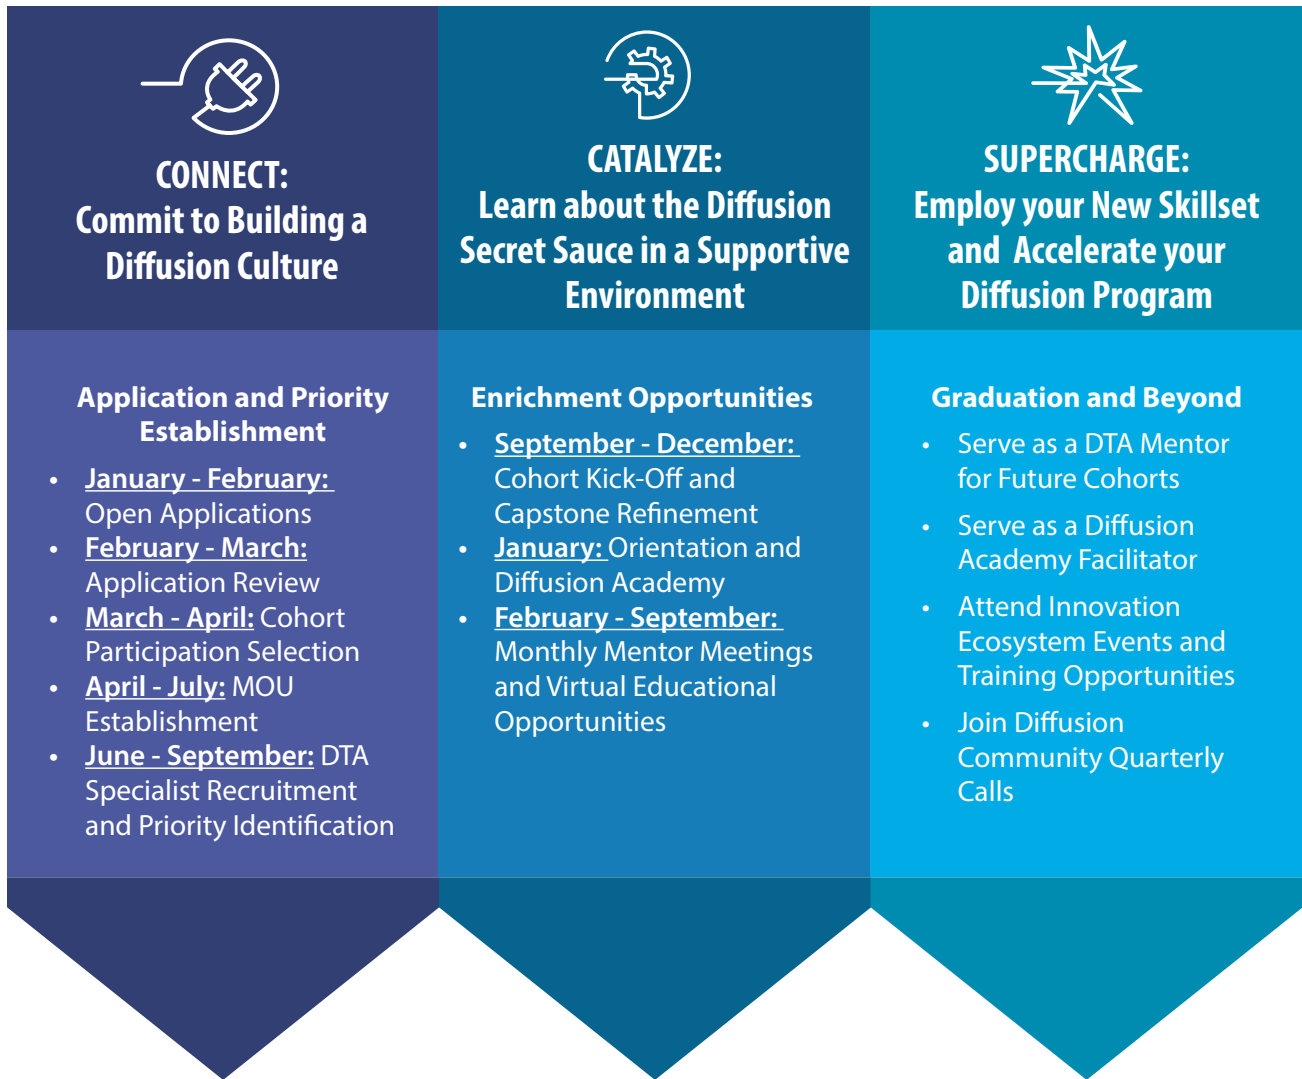 CONNECT:
Commit to Building a
Diffusion Culture
Application and Priority
Establishment
• January - February:
Open Applications
• February - March:
Application Review
• March - April: Cohort
Participation Selection
• April - July: MOU
Establishment
• June - September: DTA
Specialist Recruitment
and Priority Identification
CATALYZE:
Learn about the Diffusion
Secret Sauce in a Supportive
Environment
Enrichment Opportunities
• September - December:
Cohort Kick-Off and
Capstone Refinement
• January: Orientation and
Diffusion Academy
• February - September:
Monthly Mentor Meetings
and Virtual Educational
Opportunities
SUPERCHARGE:
Employ your New Skillset
and Accelerate your
Diffusion Program
Graduation and Beyond
• Serve as a DTA Mentor
for Future Cohorts
• Serve as a Diffusion
Academy Facilitator
• Attend Innovation
Ecosystem Events and
Training Opportunities
• Join Diffusion
Community Quarterly
Calls